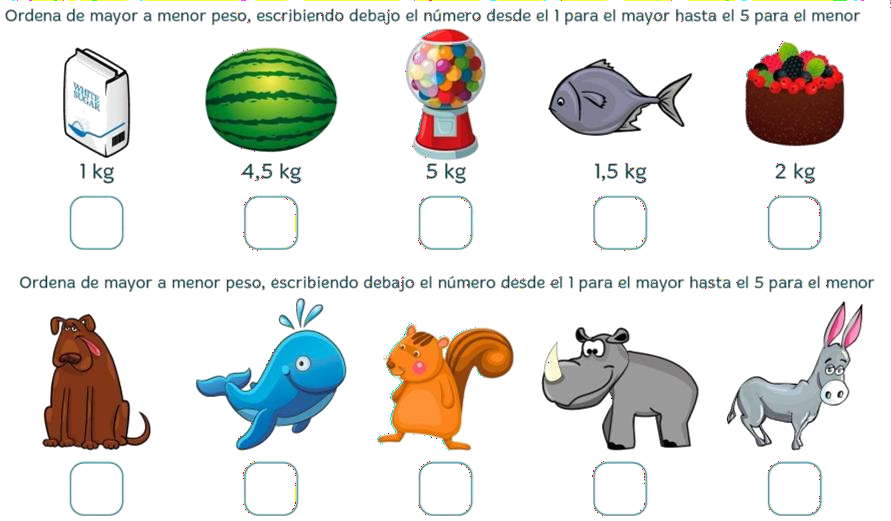 Ordena de mayor a menor peso, escribiendo debajo el número desde el 1 para el mayor hasta el 5 para el menor
WHITE
SUGAR
1 kg
4,5 kg
5 kg
1,5 kg
2 kg
Ordena de mayor a menor peso, escribiendo debajo el número desde el 1 para el mayor hasta el 5 para el menor